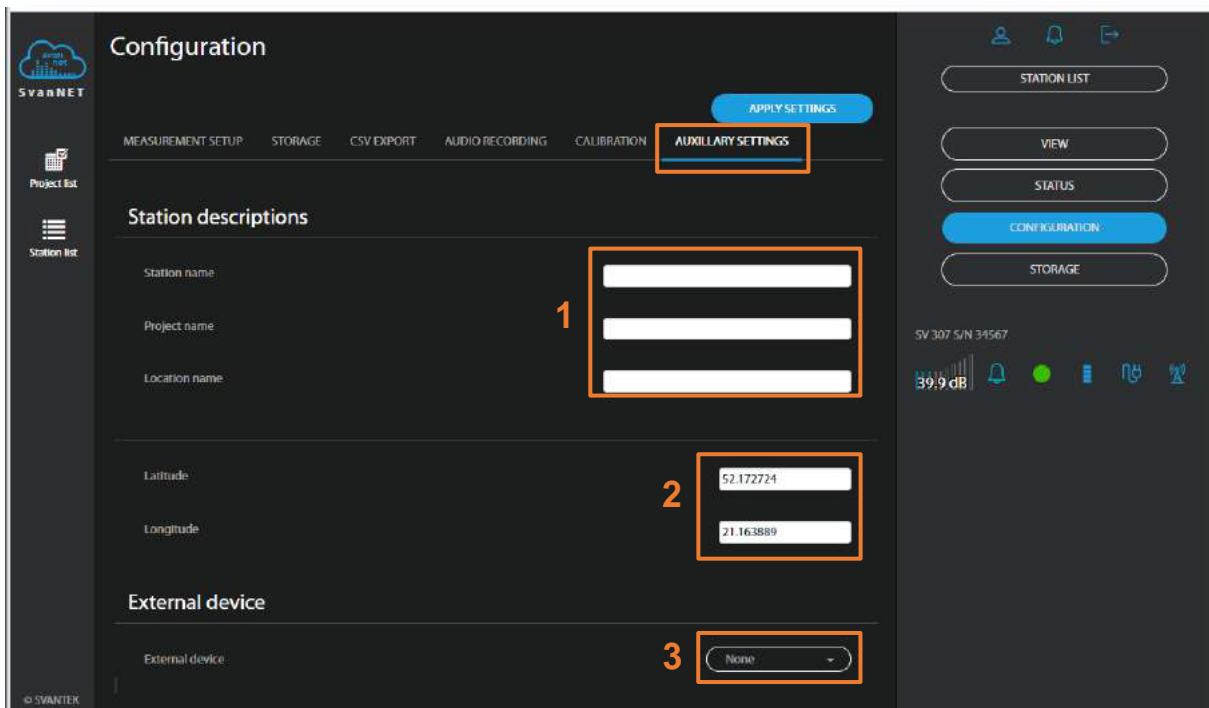 svan
net
SvanNET
Project list
Station list
© SVANTEK
Configuration
APPLY SETTINGS
MEASUREMENT SETUP STORAGE CSV EXPORT AUDIO RECORDING CALIBRATION AUXILLARY SETTINGS
Station descriptions
Station name
Project name
Location name
1
Latitude
52.172724
Longitude
21.163889
2
External device
External device
None
3
STATION LIST
VIEW
STATUS
CONFIGURATION
STORAGE
SV 307 S/N 34567
39.9 dB